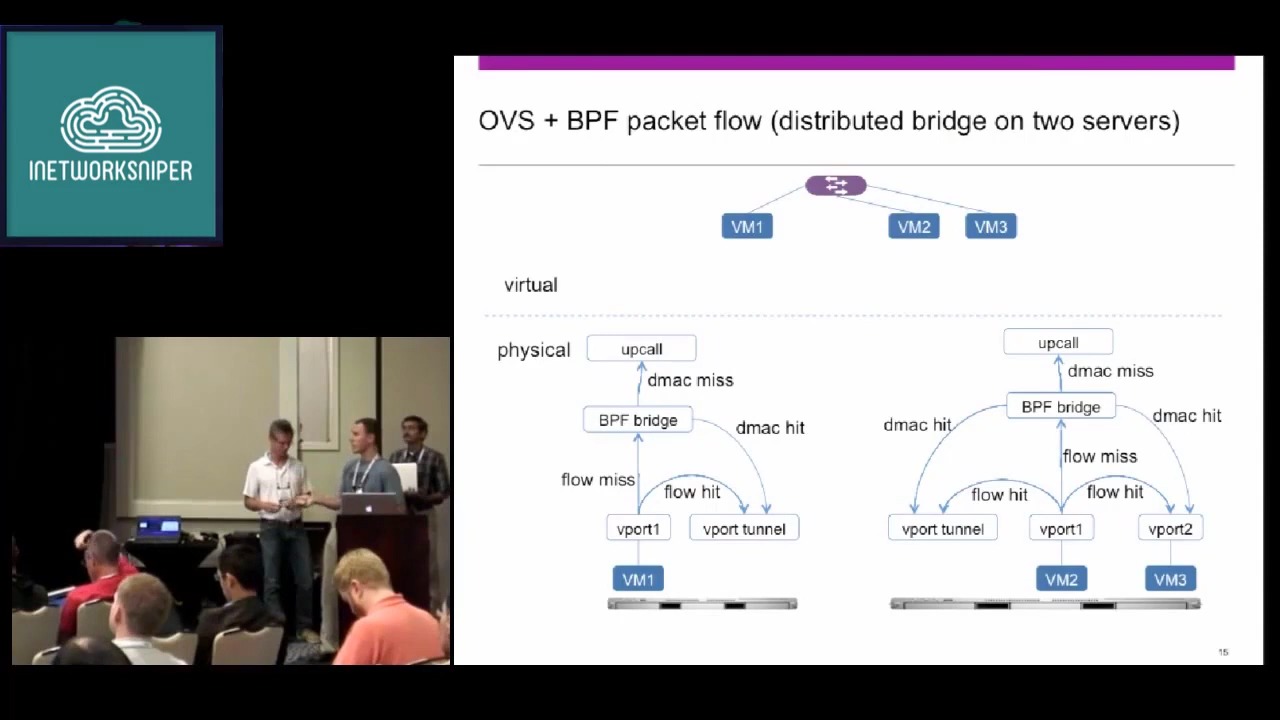 INETWORKSNIPER
OVS + BPF packet flow (distributed bridge on two servers)
VM1
VM2
VM3
virtual
physical
upcall
dmac miss
BPF bridge
dmac hit
flow miss
flow hit
vport1
vport tunnel
VM1
upcall
dmac miss
BPF bridge
dmac hit
dmac hit
flow miss
flow hit
flow hit
vport tunnel
vport1
vport2
VM2
VM3
15